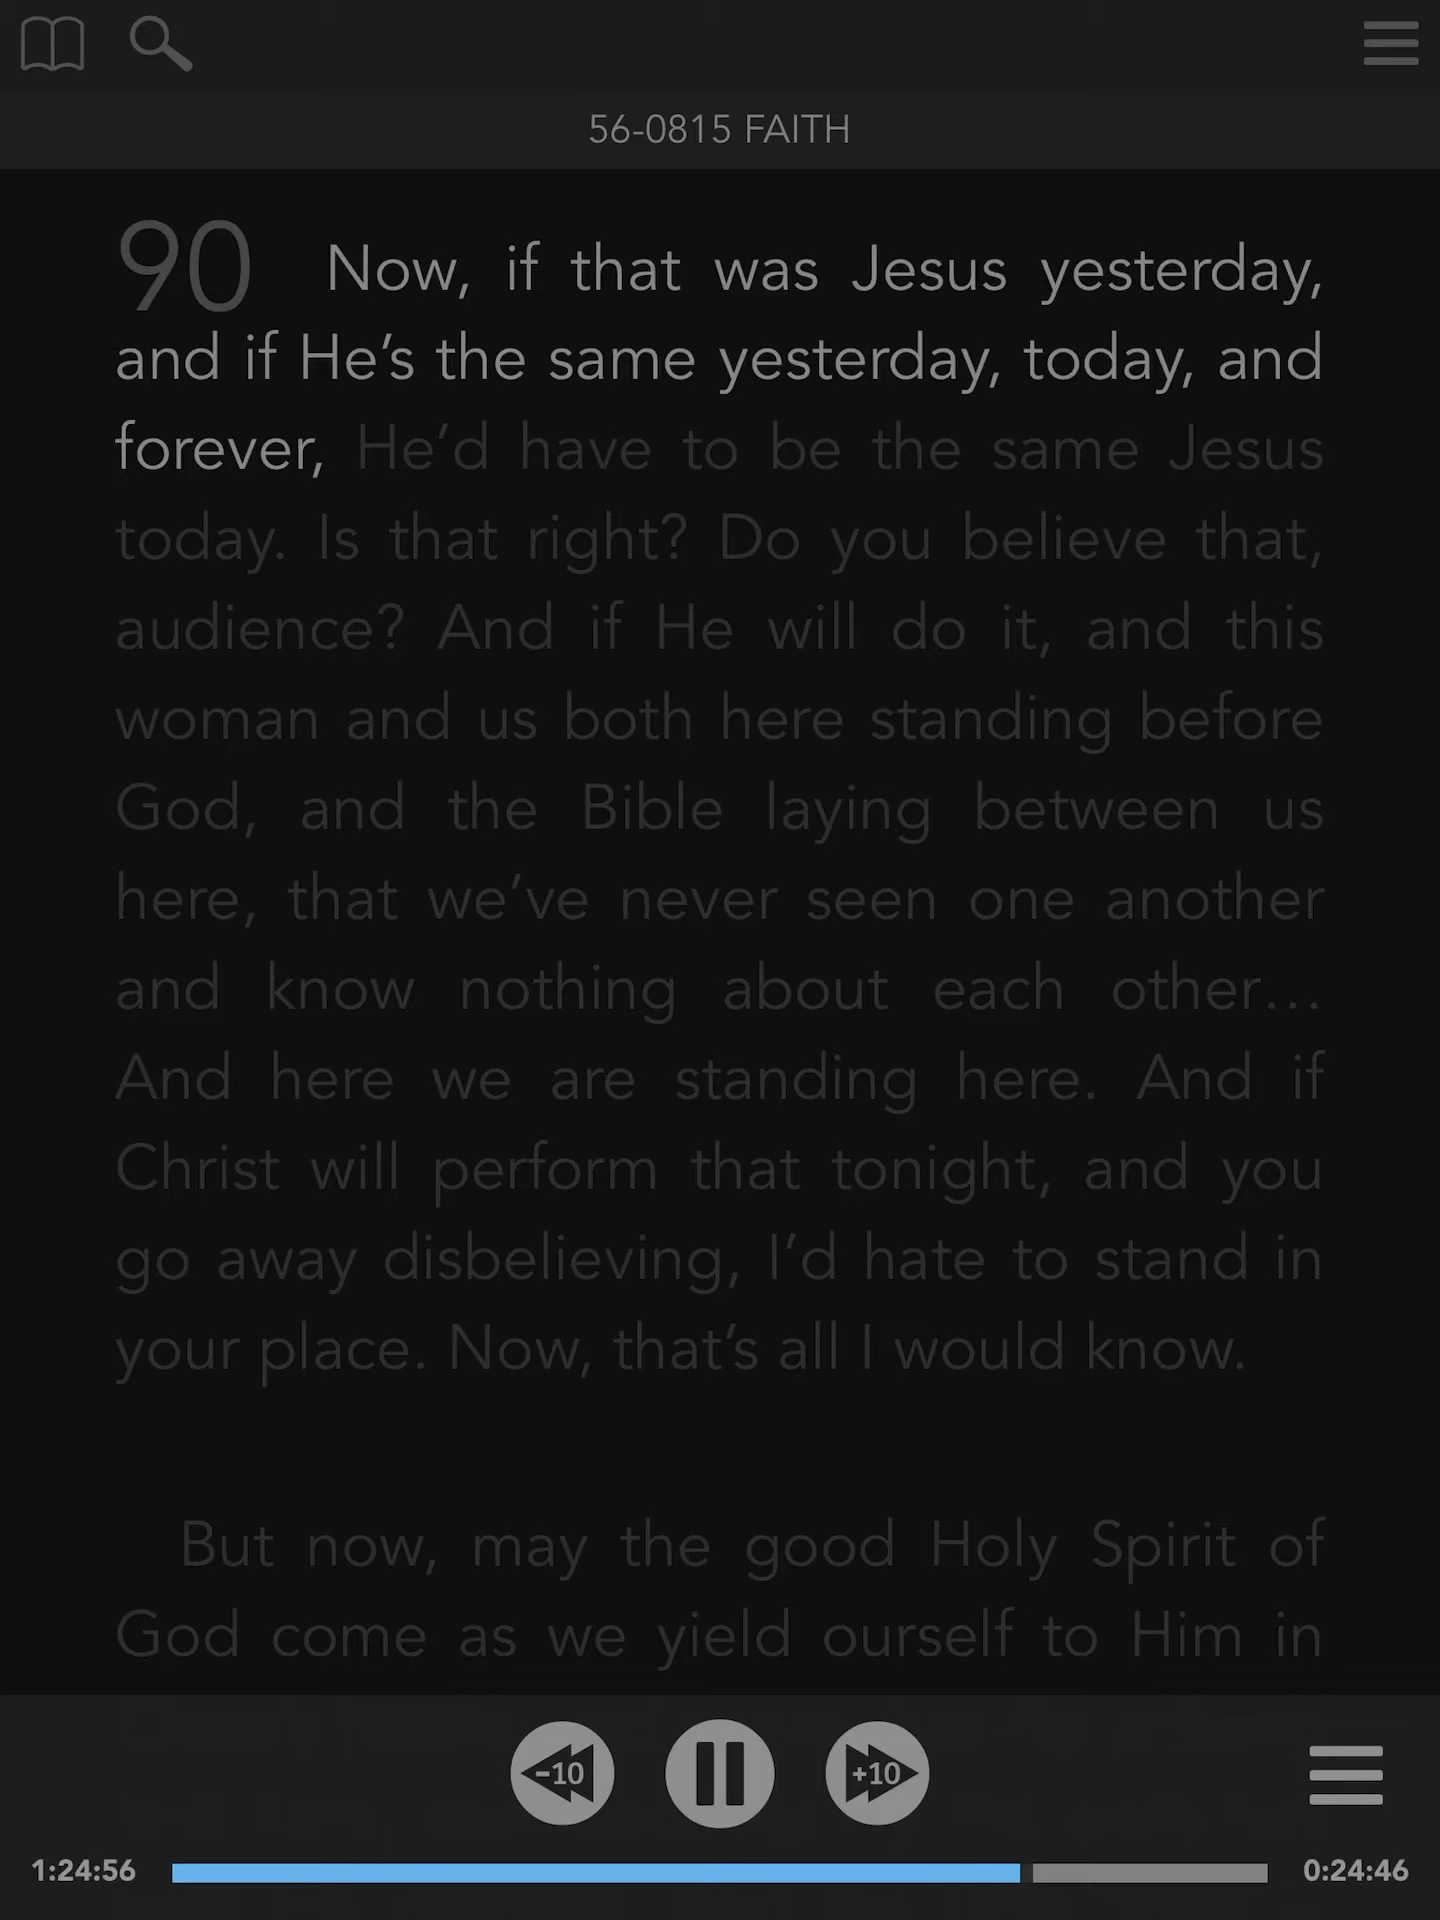 56-0815 FAITH
90 Now, if that was Jesus yesterday,
and if He’s the same yesterday, today, and
forever, He’d have to be the same Jesus
today. Is that right? Do you believe that,
audience? And if He will do it, and this
woman and us both here standing before
God, and the Bible laying between us
here, that we’ve never seen one another
and know nothing about each other…
And here we are standing here. And if
Christ will perform that tonight, and you
go away disbelieving, I’d hate to stand in
your place. Now, that’s all I would know.
But now, may the good Holy Spirit of
God come as we yield ourself to Him in
-10 +10
1:24:56 0:24:46